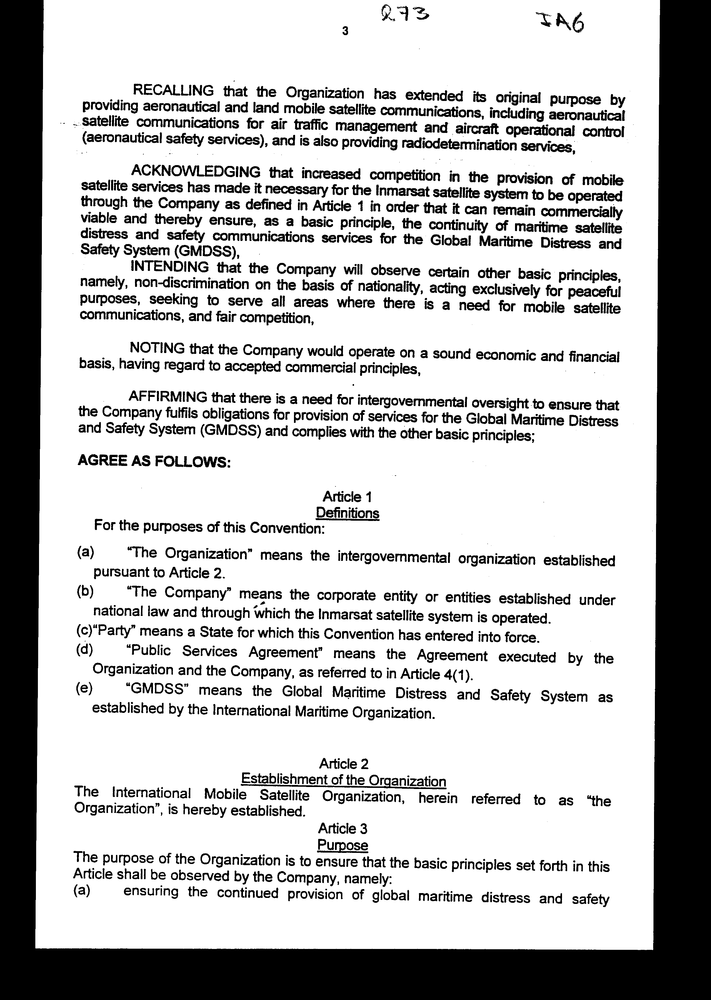 273
IA6
3
RECALLING that the Organization has extended its original purpose by
providing aeronautical and land mobile satellite communications, including aeronautical
satellite communications for air traffic management and aircraft operational control
(aeronautical safety services), and is also providing radiodetermination services,
ACKNOWLEDGING that increased competition in the provision of mobile
satellite services has made it necessary for the Inmarsat satellite system to be operated
through the Company as defined in Article 1 in order that it can remain commercially
viable and thereby ensure, as a basic principle, the continuity of maritime satellite
distress and safety communications services for the Global Maritime Distress and
Safety System (GMDSS),
INTENDING that the Company will observe certain other basic principles,
namely, non-discrimination on the basis of nationality, acting exclusively for peaceful
purposes, seeking to serve all areas where there is a need for mobile satellite
communications, and fair competition,
NOTING that the Company would operate on a sound economic and financial
basis, having regard to accepted commercial principles,
AFFIRMING that there is a need for intergovernmental oversight to ensure that
the Company fulfils obligations for provision of services for the Global Maritime Distress
and Safety System (GMDSS) and complies with the other basic principles;
AGREE AS FOLLOWS:
Article 1
Definitions
For the purposes of this Convention:
(a) “The Organization” means the intergovernmental organization established
pursuant to Article 2.
(b) “The Company” means the corporate entity or entities established under
national law and through which the Inmarsat satellite system is operated.
(c)“Party” means a State for which this Convention has entered into force.
(d) “Public Services Agreement” means the Agreement executed by the
Organization and the Company, as referred to in Article 4(1).
(e) “GMDSS” means the Global Maritime Distress and Safety System as
established by the International Maritime Organization.
Article 2
Establishment of the Organization
The International Mobile Satellite Organization, herein referred to as “the
Organization”, is hereby established.
Article 3
Purpose
The purpose of the Organization is to ensure that the basic principles set forth in this
Article shall be observed by the Company, namely:
(a) ensuring the continued provision of global maritime distress and safety